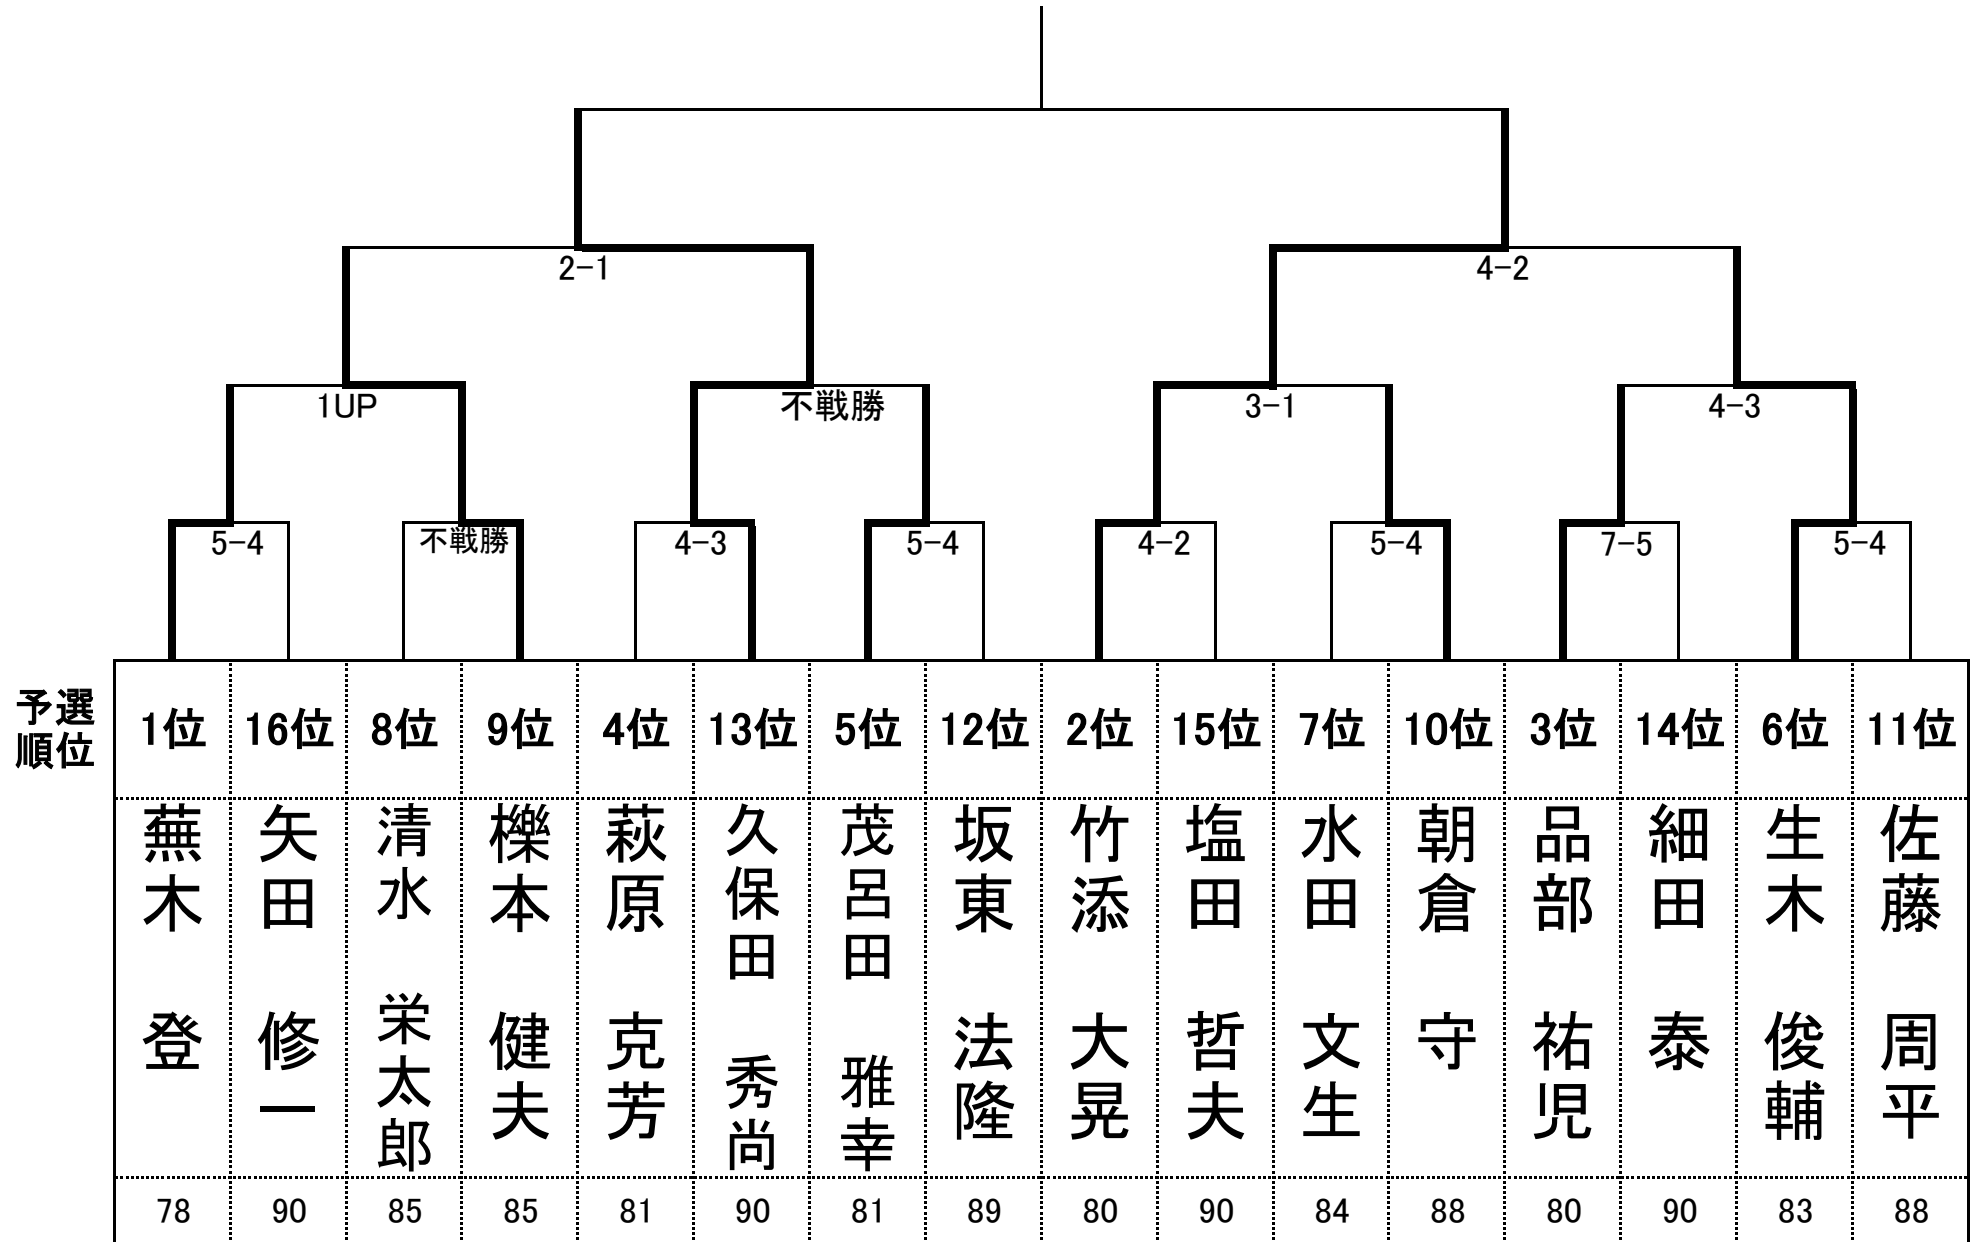 2-1
4-2
1UP
不戦勝
3-1
4-3
5-4
不戦勝
4-3
5-4
4-2
5-4
7-5
5-4
予選
順位
1位 16位 8位 9位 4位 13位 5位 12位 2位 15位 7位 10位 3位 14位 6位 11位
蕪木 登
矢田 修一
清水 栄太郎
櫟本 健夫
萩原 克芳
久保田 秀尚
茂呂田 雅幸
坂東 法隆
竹添 大晃
塩田 哲夫
水田 文生
朝倉 守
品部 祐児
細田 泰
生木 俊輔
佐藤 周平
78 90 85 85 81 90 81 89 80 90 84 88 80 90 83 88